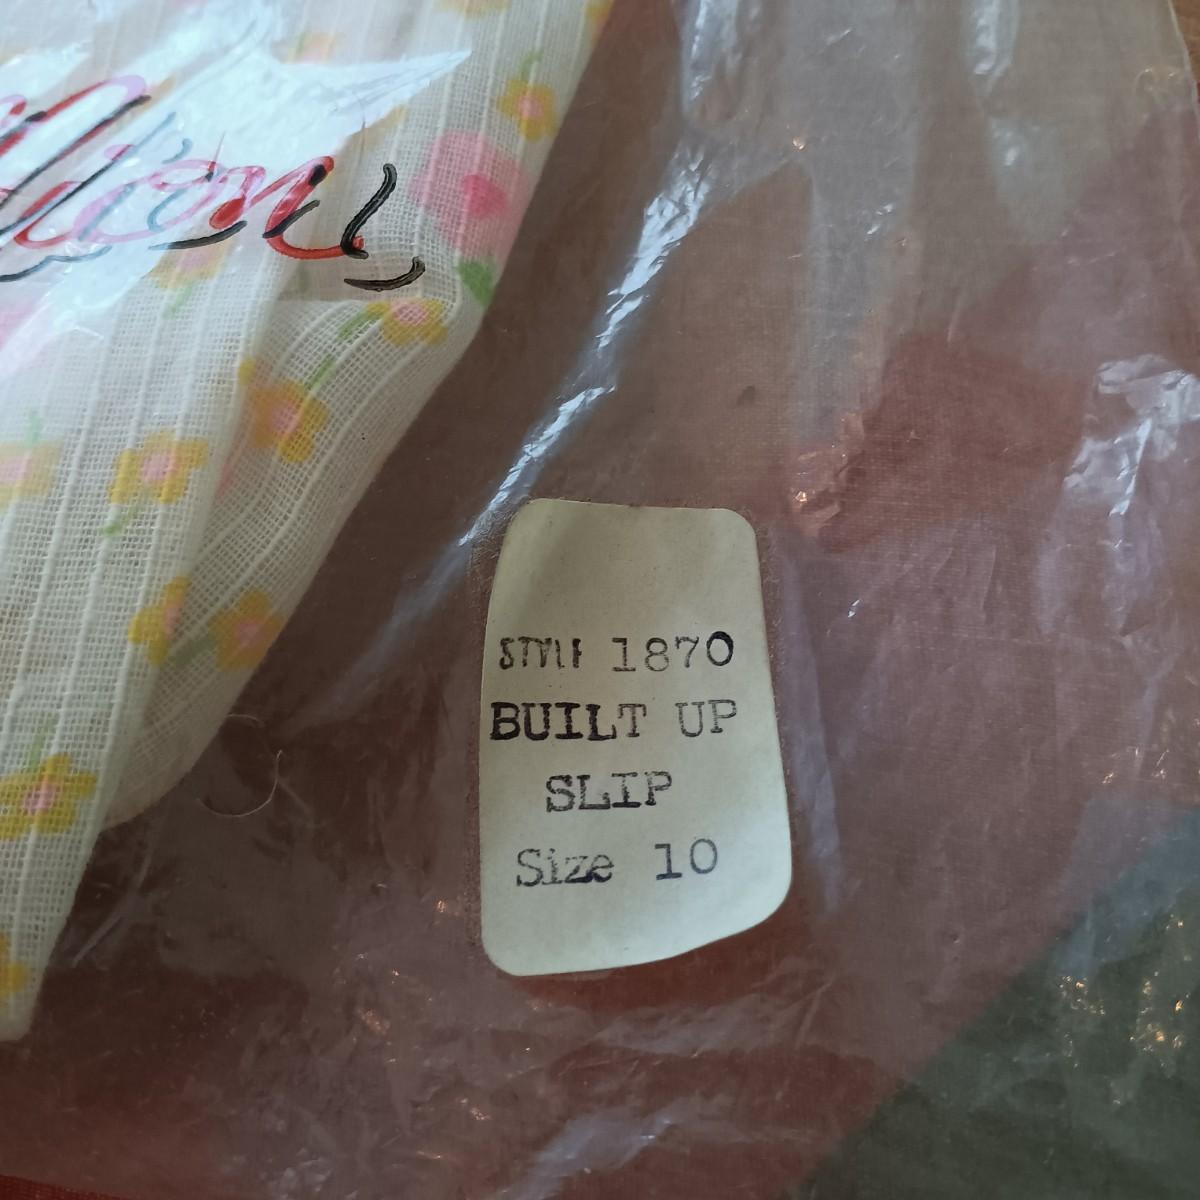 STYLE 1870
BUILT UP
SLIP
Size 10